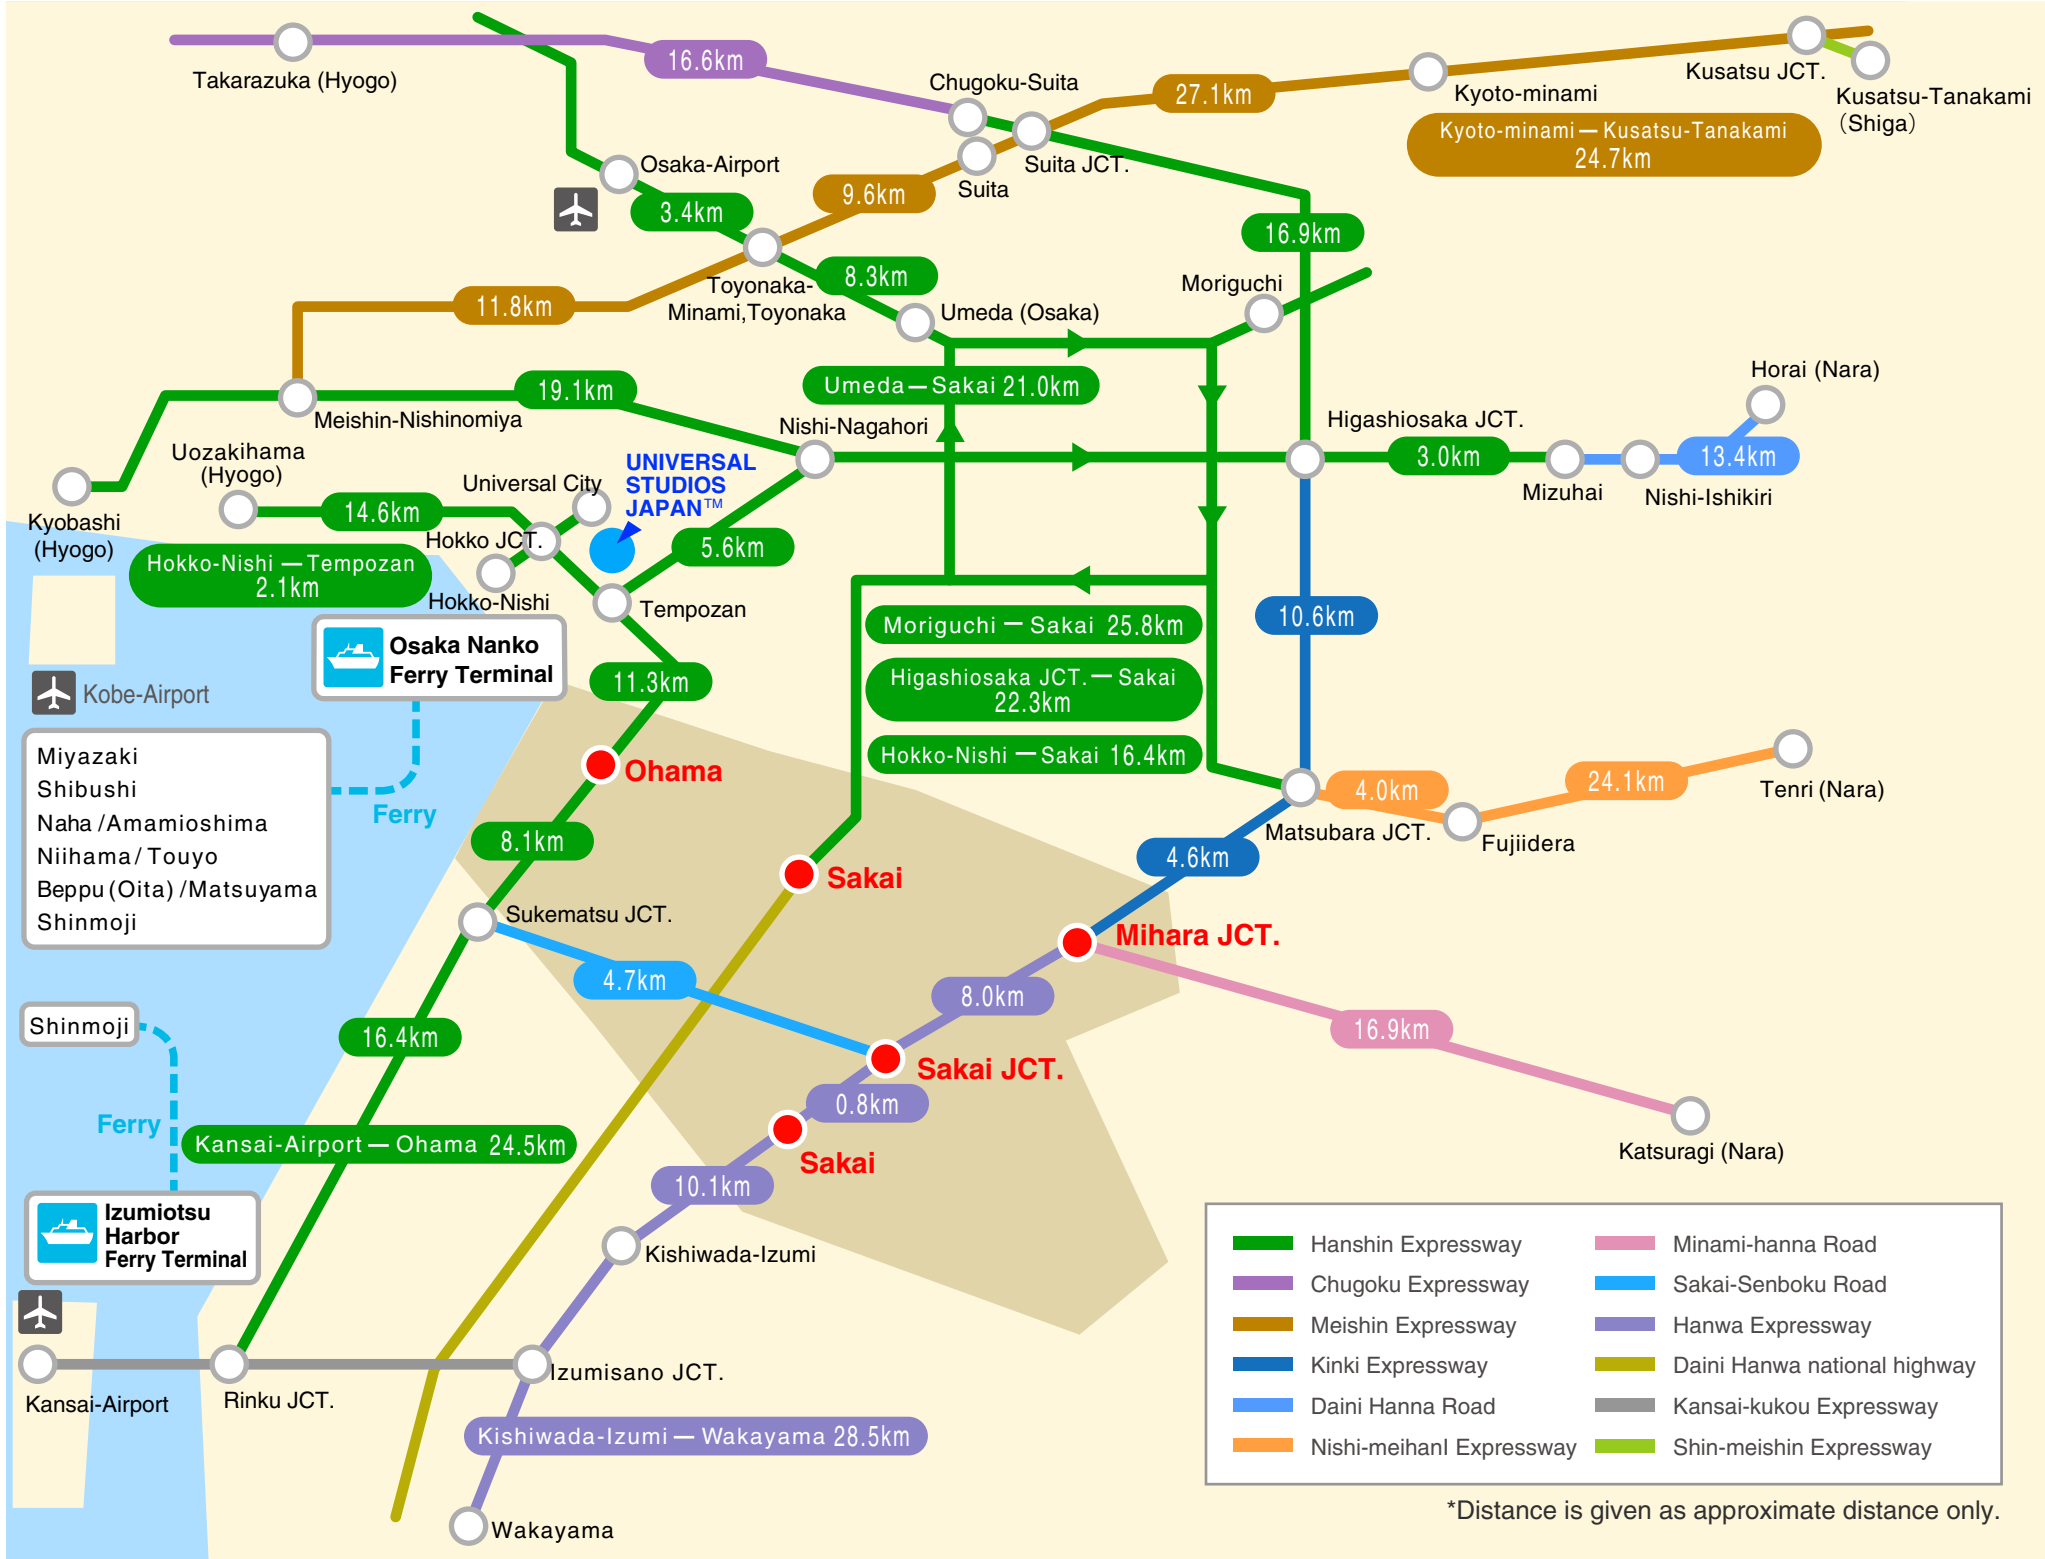 Takarazuka (Hyogo)
16.6km
Chugoku-Suita
27.1km
Kyoto-minami
Kusatsu JCT.
Kusatsu-Tanakami
(Shiga)
Kyoto-minami — Kusatsu-Tanakami
24.7km
Osaka-Airport
3.4km
9.6km
Suita
Suita JCT.
16.9km
8.3km
Toyonaka-
Minami,Toyonaka
11.8km
Umeda (Osaka)
Moriguchi
Horai (Nara)
19.1km
Umeda — Sakai 21.0km
Meishin-Nishinomiya
Nishi-Nagahori
Higashiosaka JCT.
3.0km
13.4km
Mizuhai
Nishi-Ishikiri
Uozakihama
(Hyogo)
Universal City
UNIVERSAL
STUDIOS
JAPAN™
Kyobashi
(Hyogo)
14.6km
Hokko JCT.
5.6km
Hokko-Nishi — Tempozan
2.1km
Hokko-Nishi
Tempozan
Osaka Nanko
Ferry Terminal
Kobe-Airport
11.3km
Moriguchi — Sakai 25.8km
Higashiosaka JCT. — Sakai
22.3km
Hokko-Nishi — Sakai 16.4km
10.6km
Miyazaki
Shibushi
Naha /Amamioshima
Niihama / Touyo
Beppu (Oita) /Matsuyama
Shinmoji
Ferry
Ohama
8.1km
Sakai
4.0km
24.1km
Tenri (Nara)
Matsubara JCT.
Fujiidera
4.6km
Sukematsu JCT.
Mihara JCT.
4.7km
8.0km
16.9km
Shinmoji
16.4km
Sakai JCT.
0.8km
Ferry
Kansai-Airport — Ohama 24.5km
Sakai
Katsuragi (Nara)
10.1km
Izumiotsu
Harbor
Ferry Terminal
Kishiwada-Izumi
Kansai-Airport
Rinku JCT.
Izumisano JCT.
Kishiwada-Izumi — Wakayama 28.5km
Wakayama
Hanshin Expressway
Chugoku Expressway
Meishin Expressway
Kinki Expressway
Daini Hanna Road
Nishi-meihanI Expressway
Minami-hanna Road
Sakai-Senboku Road
Hanwa Expressway
Daini Hanwa national highway
Kansai-kukou Expressway
Shin-meishin Expressway
*Distance is given as approximate distance only.